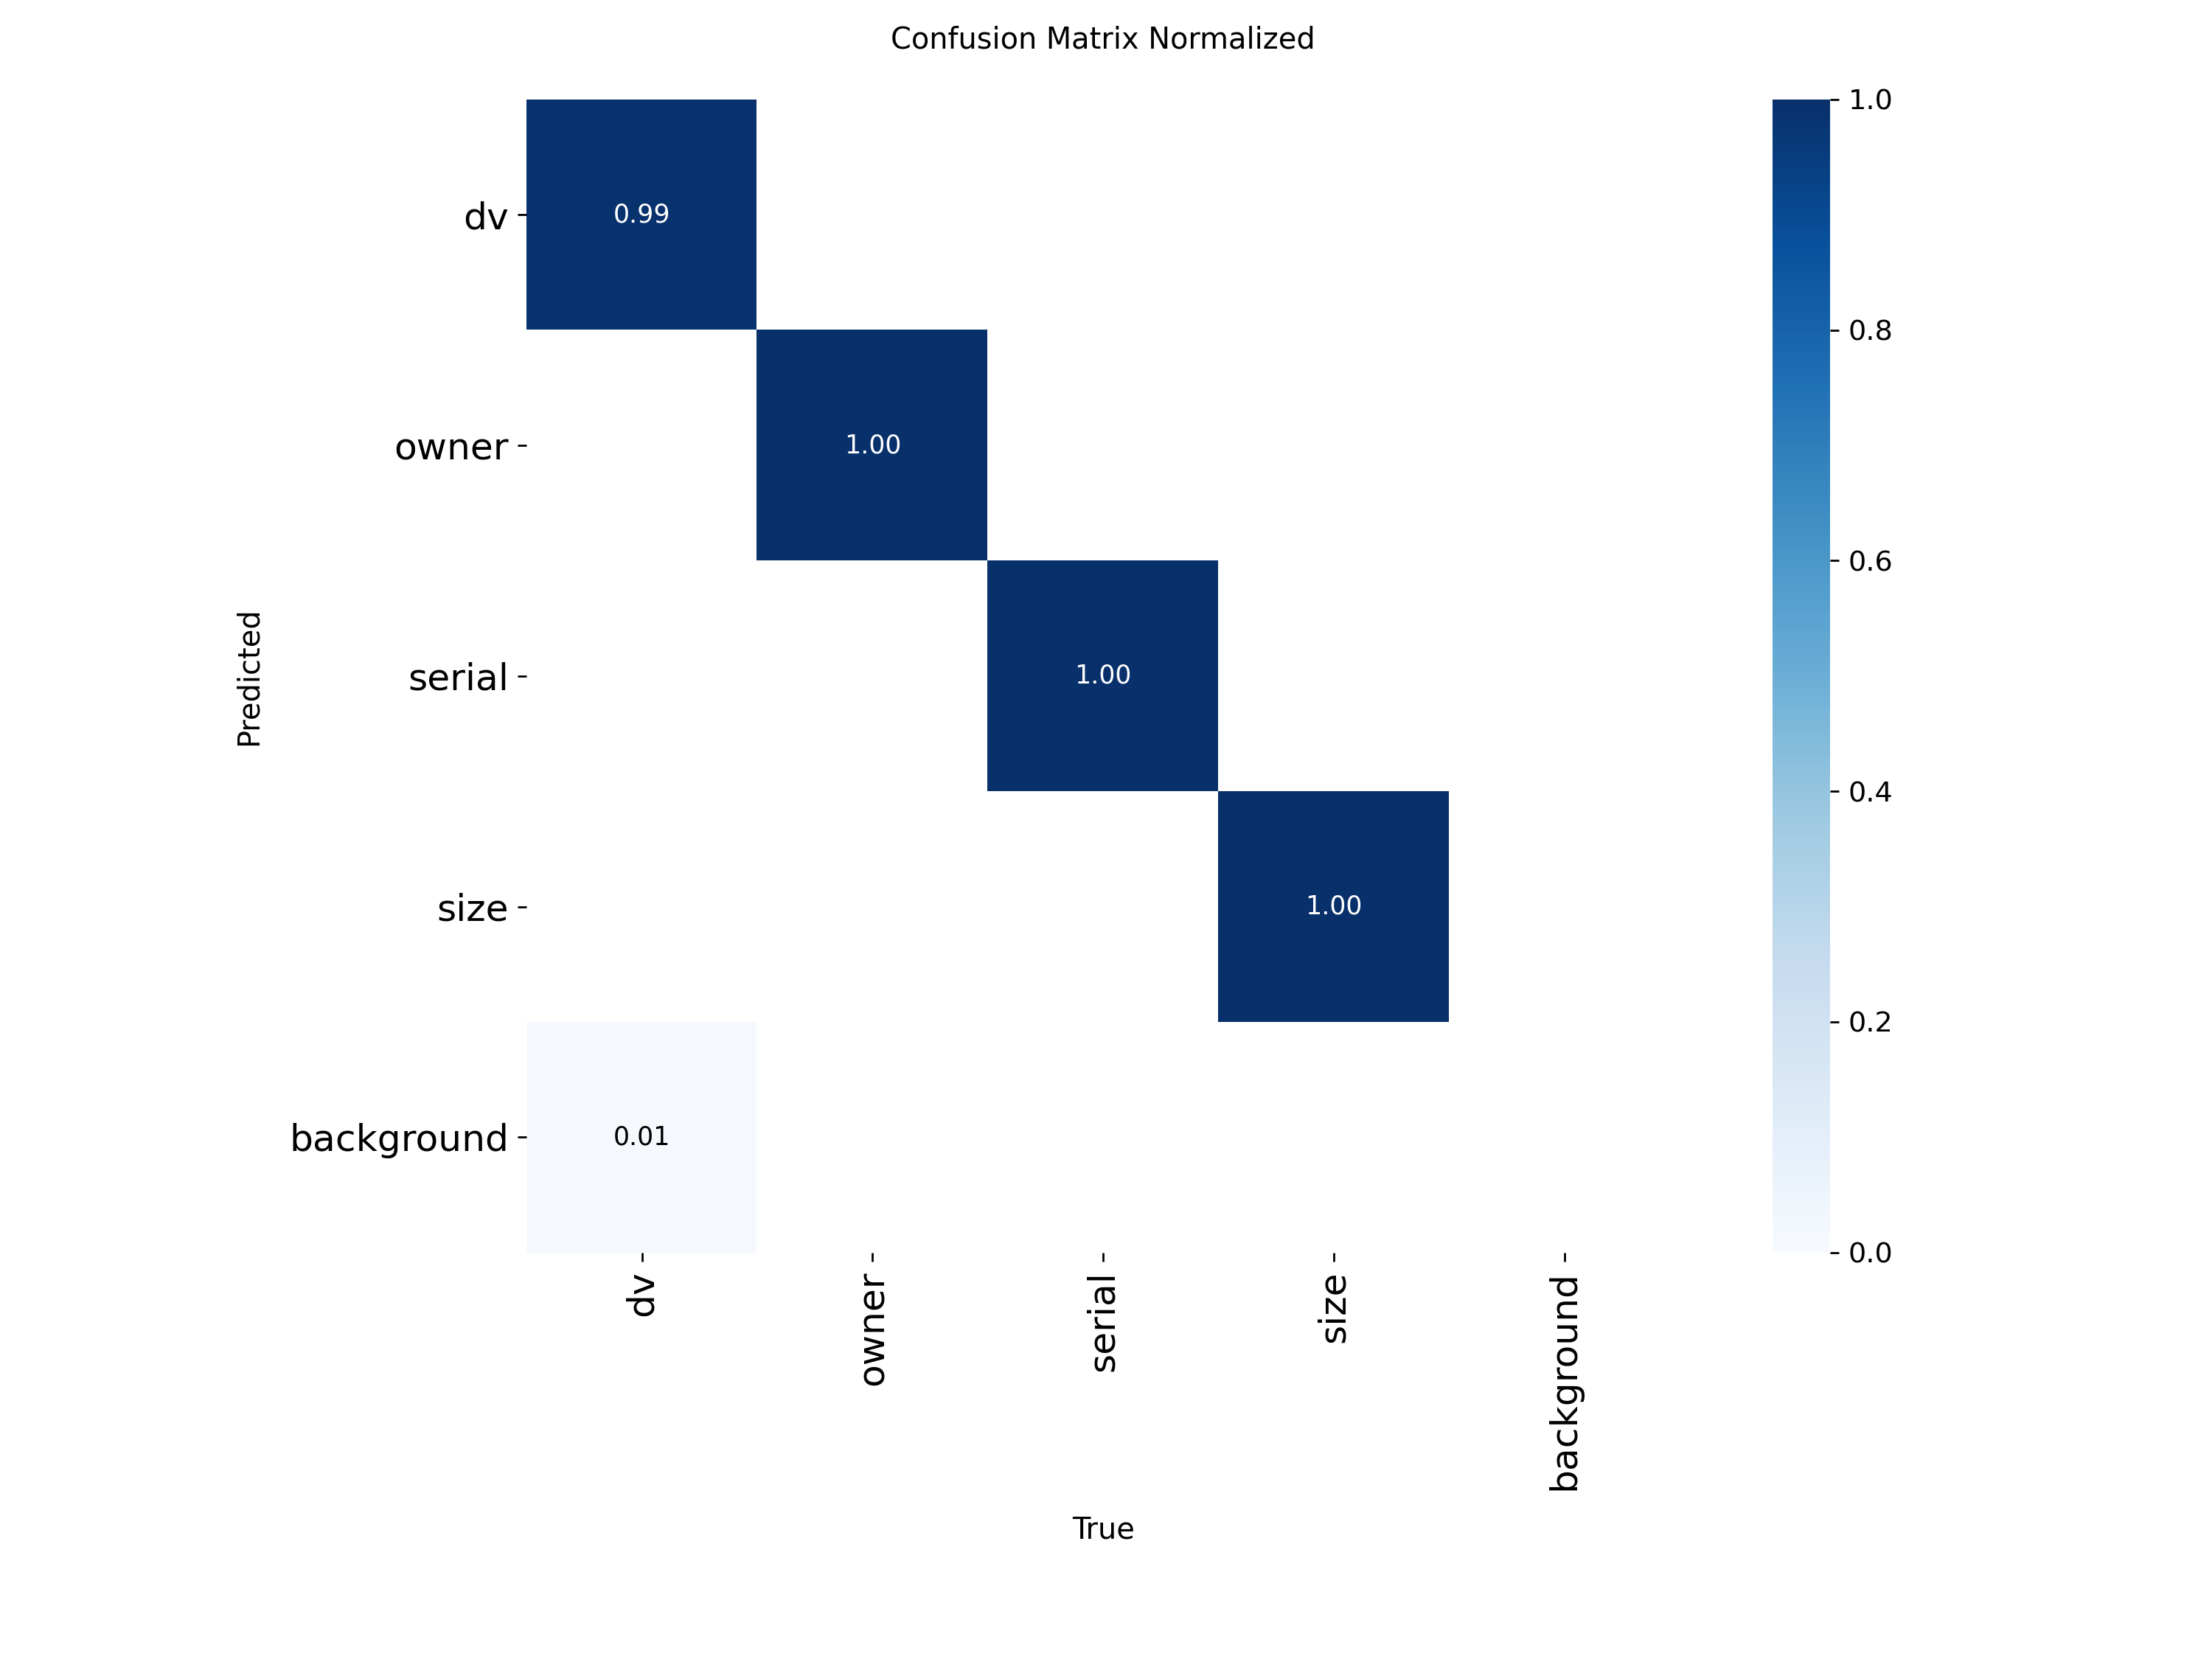 Confusion Matrix Normalized
1.0
dv
0.99
0.8
owner
1.00
0.6
Predicted
serial
1.00
0.4
size
1.00
0.2
background
0.01
0.0
dv
owner
serial
size
background
True